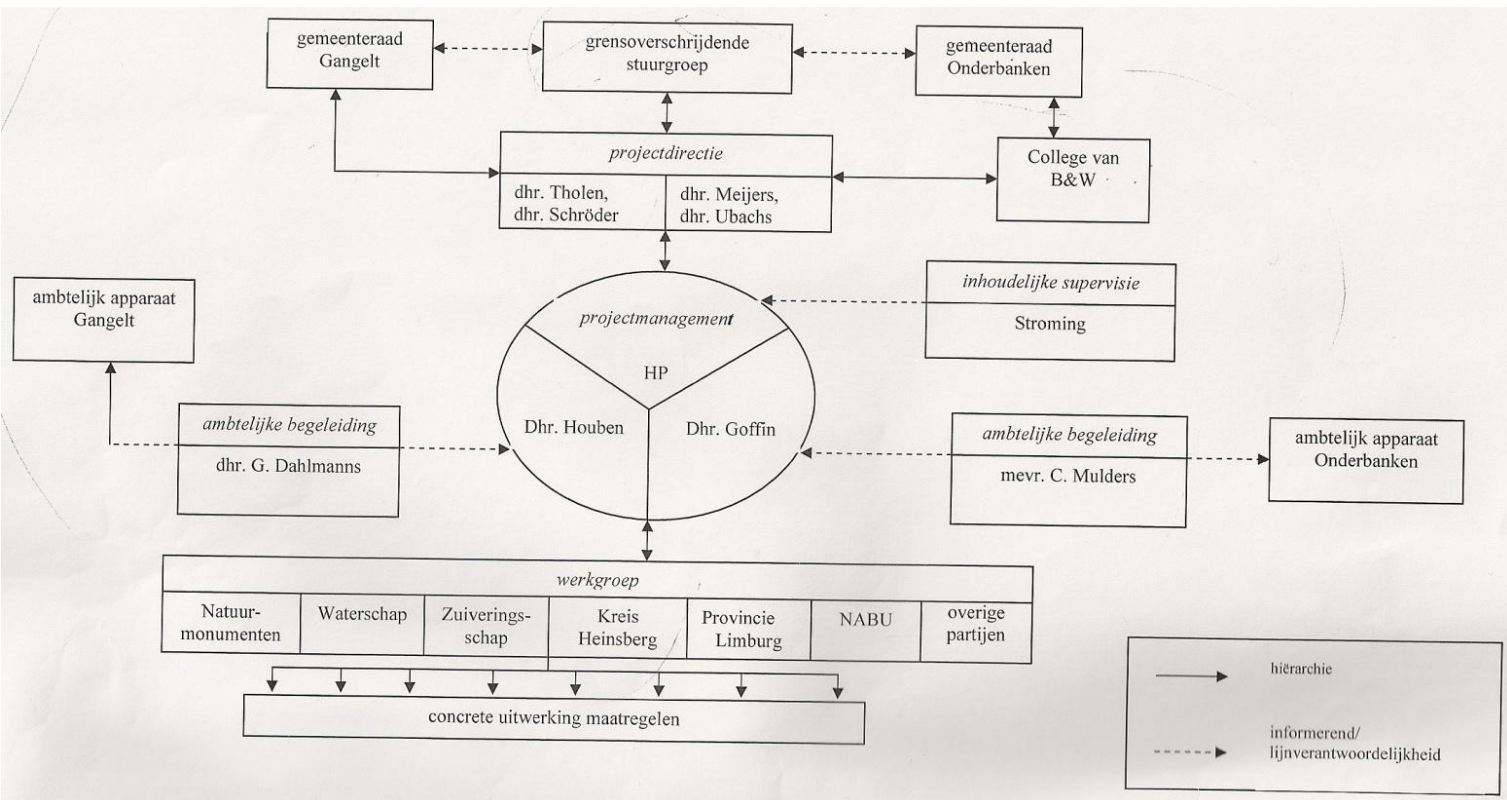 gemeenteraad
Gangelt
grensoverschrijdende
stuurgroep
gemeenteraad
Onderbanken
projectdirectie
dhr. Tholen,
dhr. Schröder
dhr. Meijers,
dhr. Ubachs
College van
B&W
ambtelijk apparaat
Gangelt
projectmanagement
HP
Dhr. Houben
Dhr. Goffin
inhoudelijke supervisie
Stroming
ambtelijke begeleiding
dhr. G. Dahlmanns
ambtelijke begeleiding
mevr. C. Mulders
ambtelijk apparaat
Onderbanken
werkgroep
Natuur-
monumenten
Waterschap
Zuiverings-
schap
Kreis
Heinsberg
Provincie
Limburg
NABU
overige
partijen
concrete uitwerking maatregelen
hiërarchie
informerend/
lijnverantwoordelijkheid